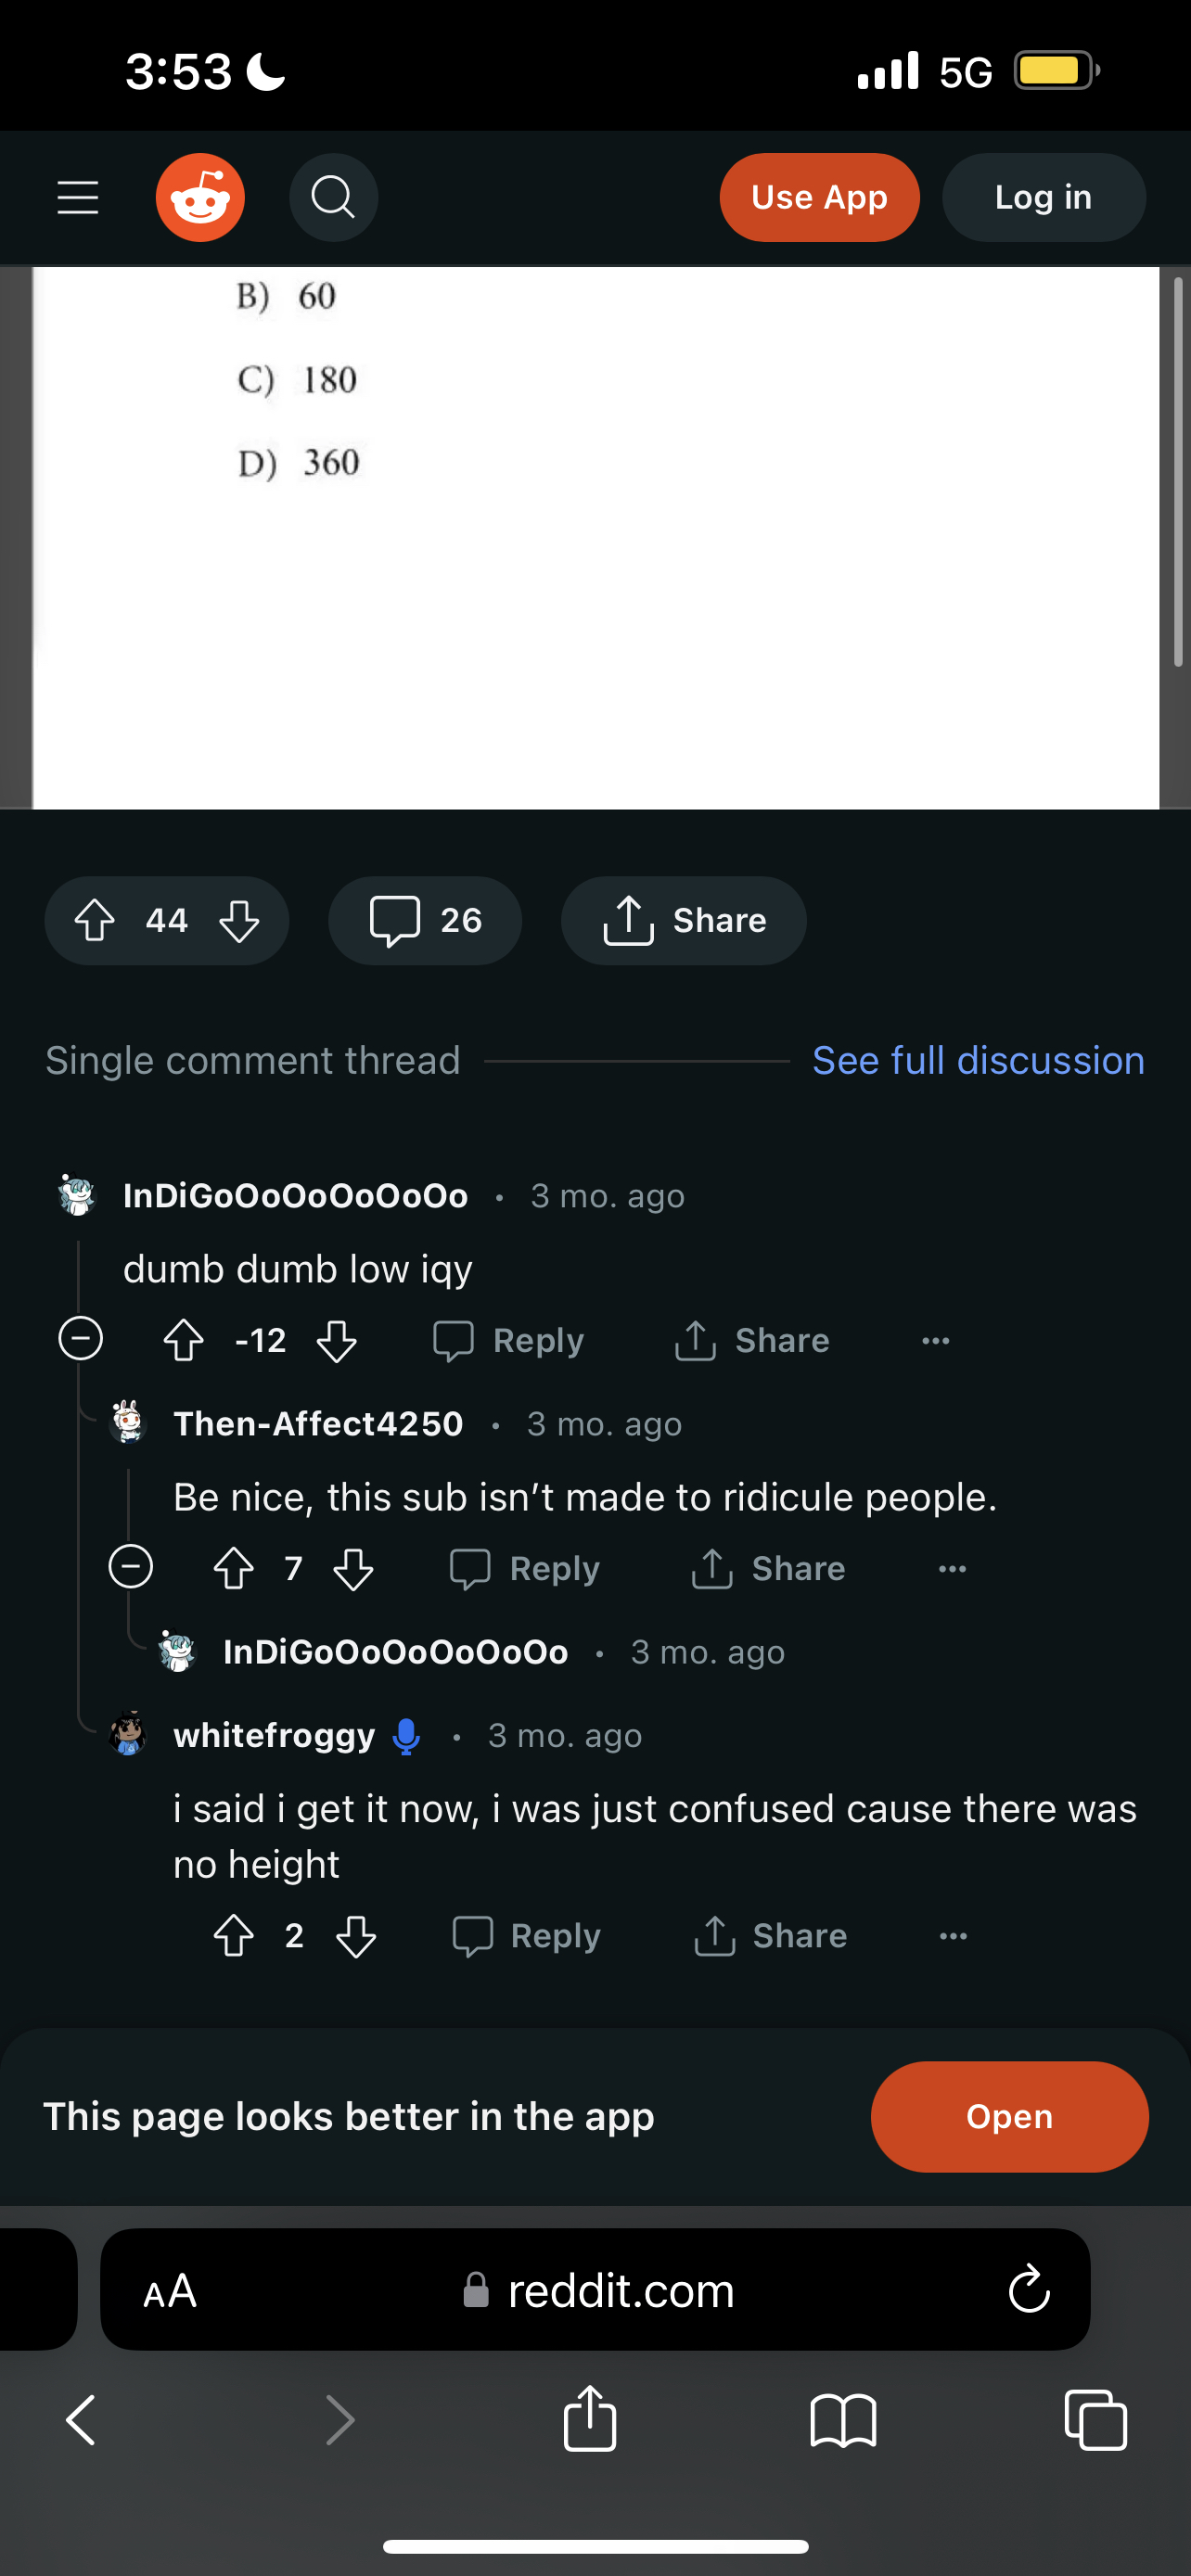 3:53 5G
Use App Log in
B) 60
C) 180
D) 360
44 26 Share
Single comment thread See full discussion
InDiGoOoOoOoOoOo • 3 mo. ago
dumb dumb low iqy
-12 Reply Share ...
Then-Affect4250 • 3 mo. ago
Be nice, this sub isn’t made to ridicule people.
7 Reply Share ...
InDiGoOoOoOoOoOo • 3 mo. ago
whitefroggy • 3 mo. ago
i said i get it now, i was just confused cause there was
no height
2 Reply Share ...
This page looks better in the app Open
AA reddit.com